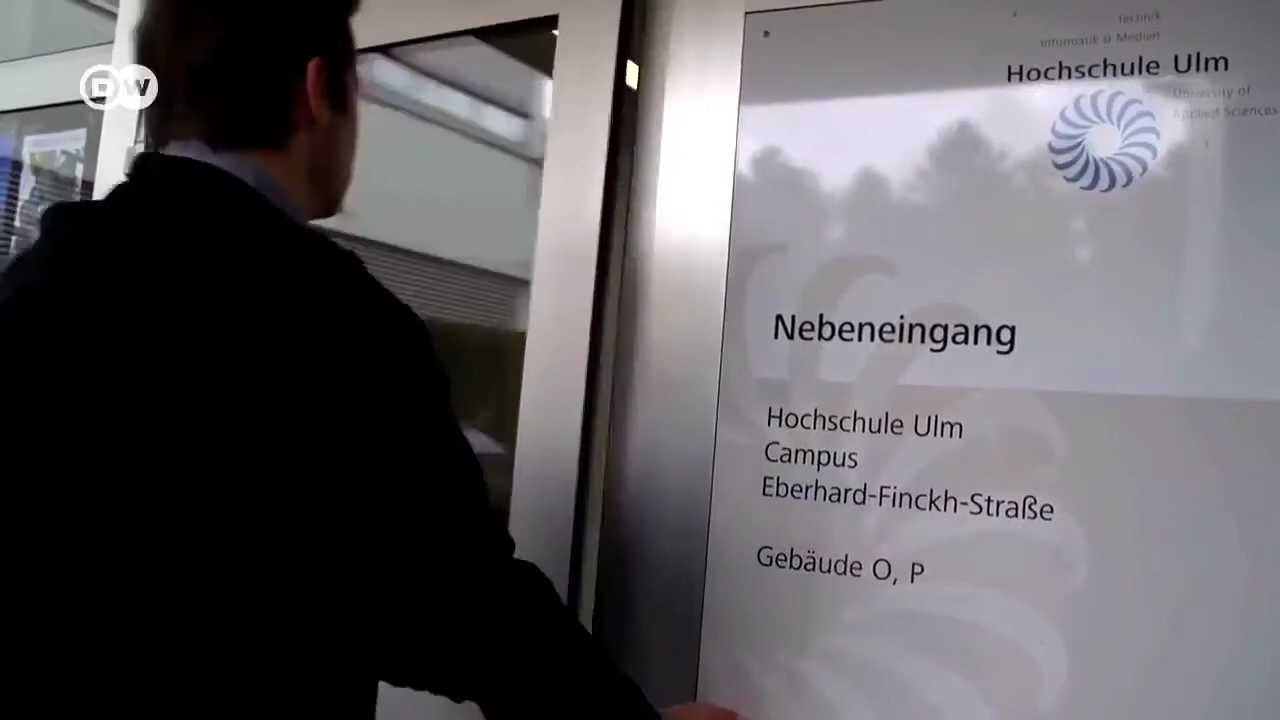 DW
Technik
Informatik & Medien
Hochschule Ulm
University of
Applied Sciences
Nebeneingang
Hochschule Ulm
Campus
Eberhard-Finckh-Straße
Gebäude O, P